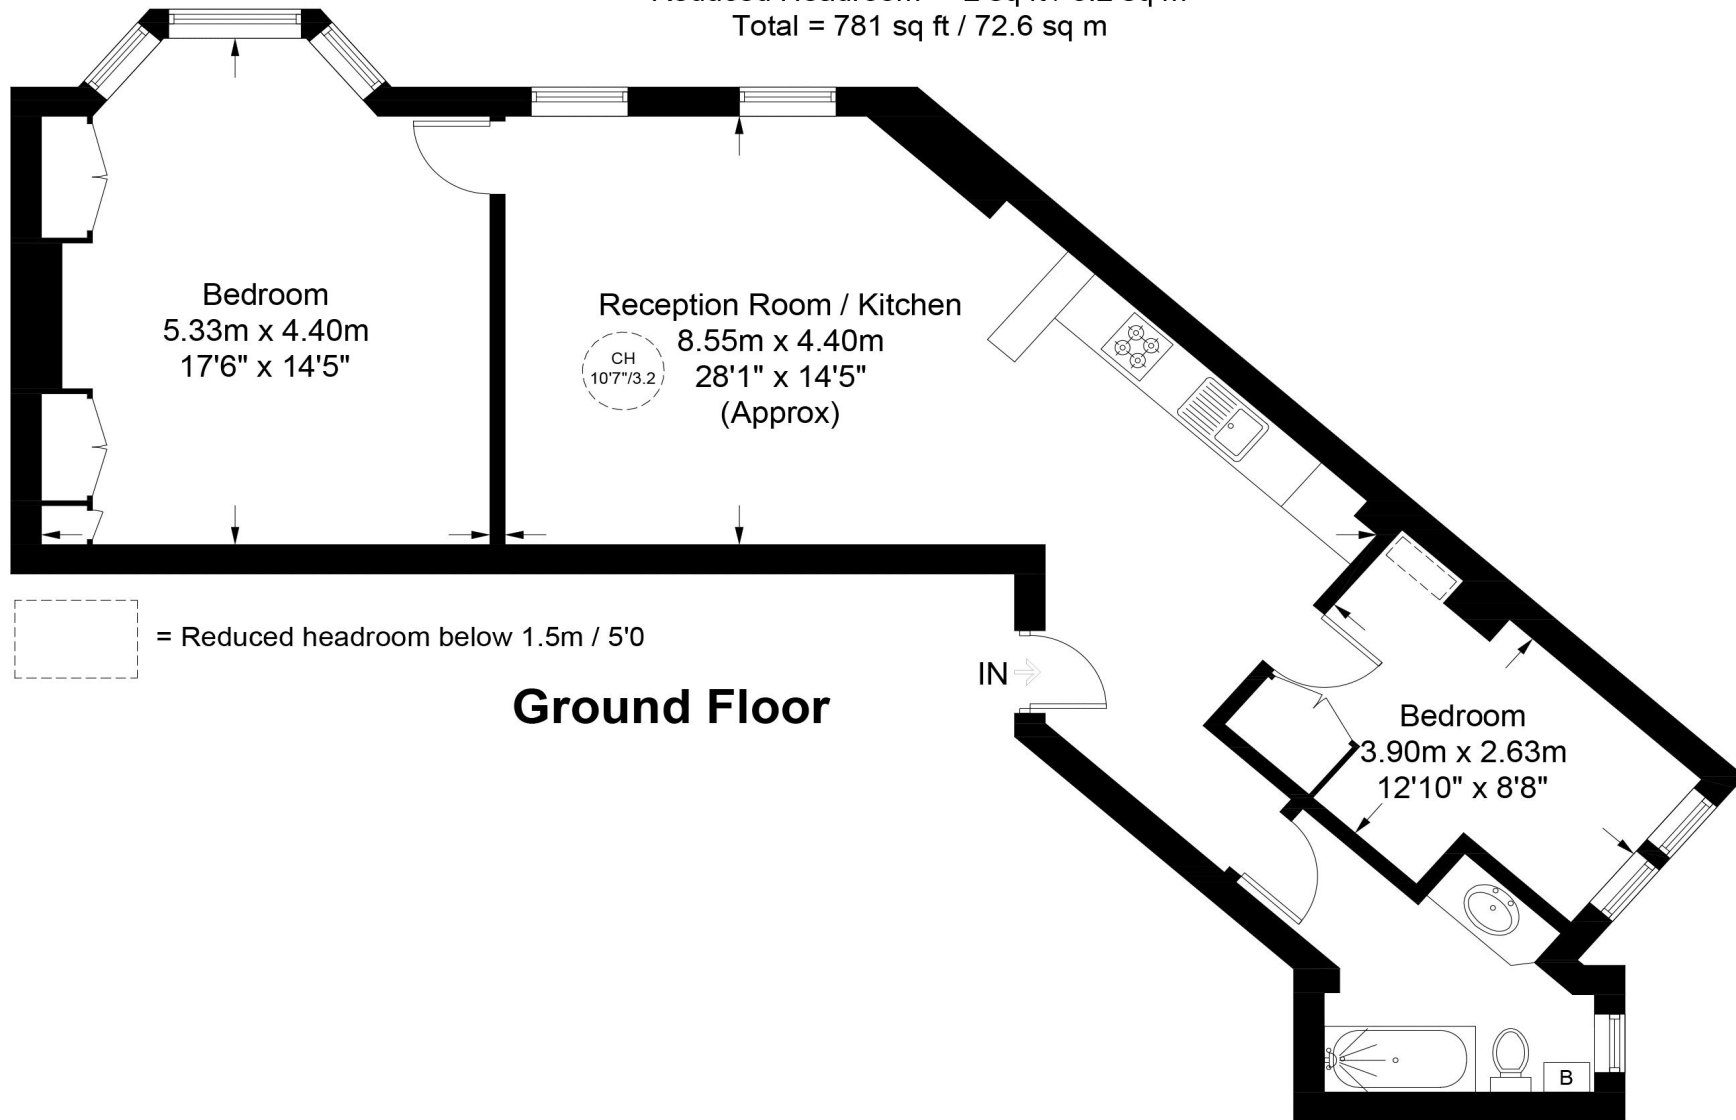 Total = 781 sq ft / 72.6 sq m
Bedroom
5.33m x 4.40m
17'6" x 14'5"
Reception Room / Kitchen
8.55m x 4.40m
28'1" x 14'5"
(Approx)
CH
10'7"/3.2
= Reduced headroom below 1.5m / 5'0
IN
Ground Floor
Bedroom
3.90m x 2.63m
12'10" x 8'8"
B